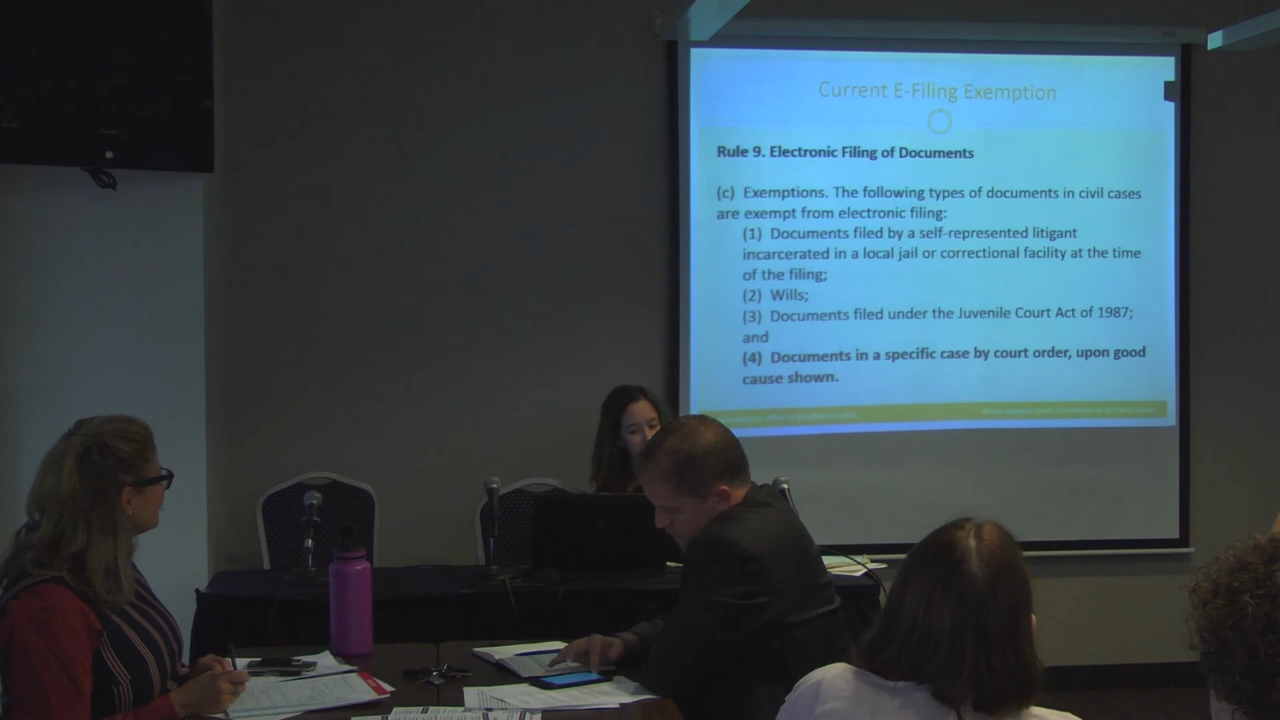 Current E-Filing Exemption
Rule 9. Electronic Filing of Documents
(c) Exemptions. The following types of documents in civil cases
are exempt from electronic filing:
(1) Documents filed by a self-represented litigant
incarcerated in a local jail or correctional facility at the time
of the filing;
(2) Wills;
(3) Documents filed under the Juvenile Court Act of 1987;
and
(4) Documents in a specific case by court order, upon good
cause shown.